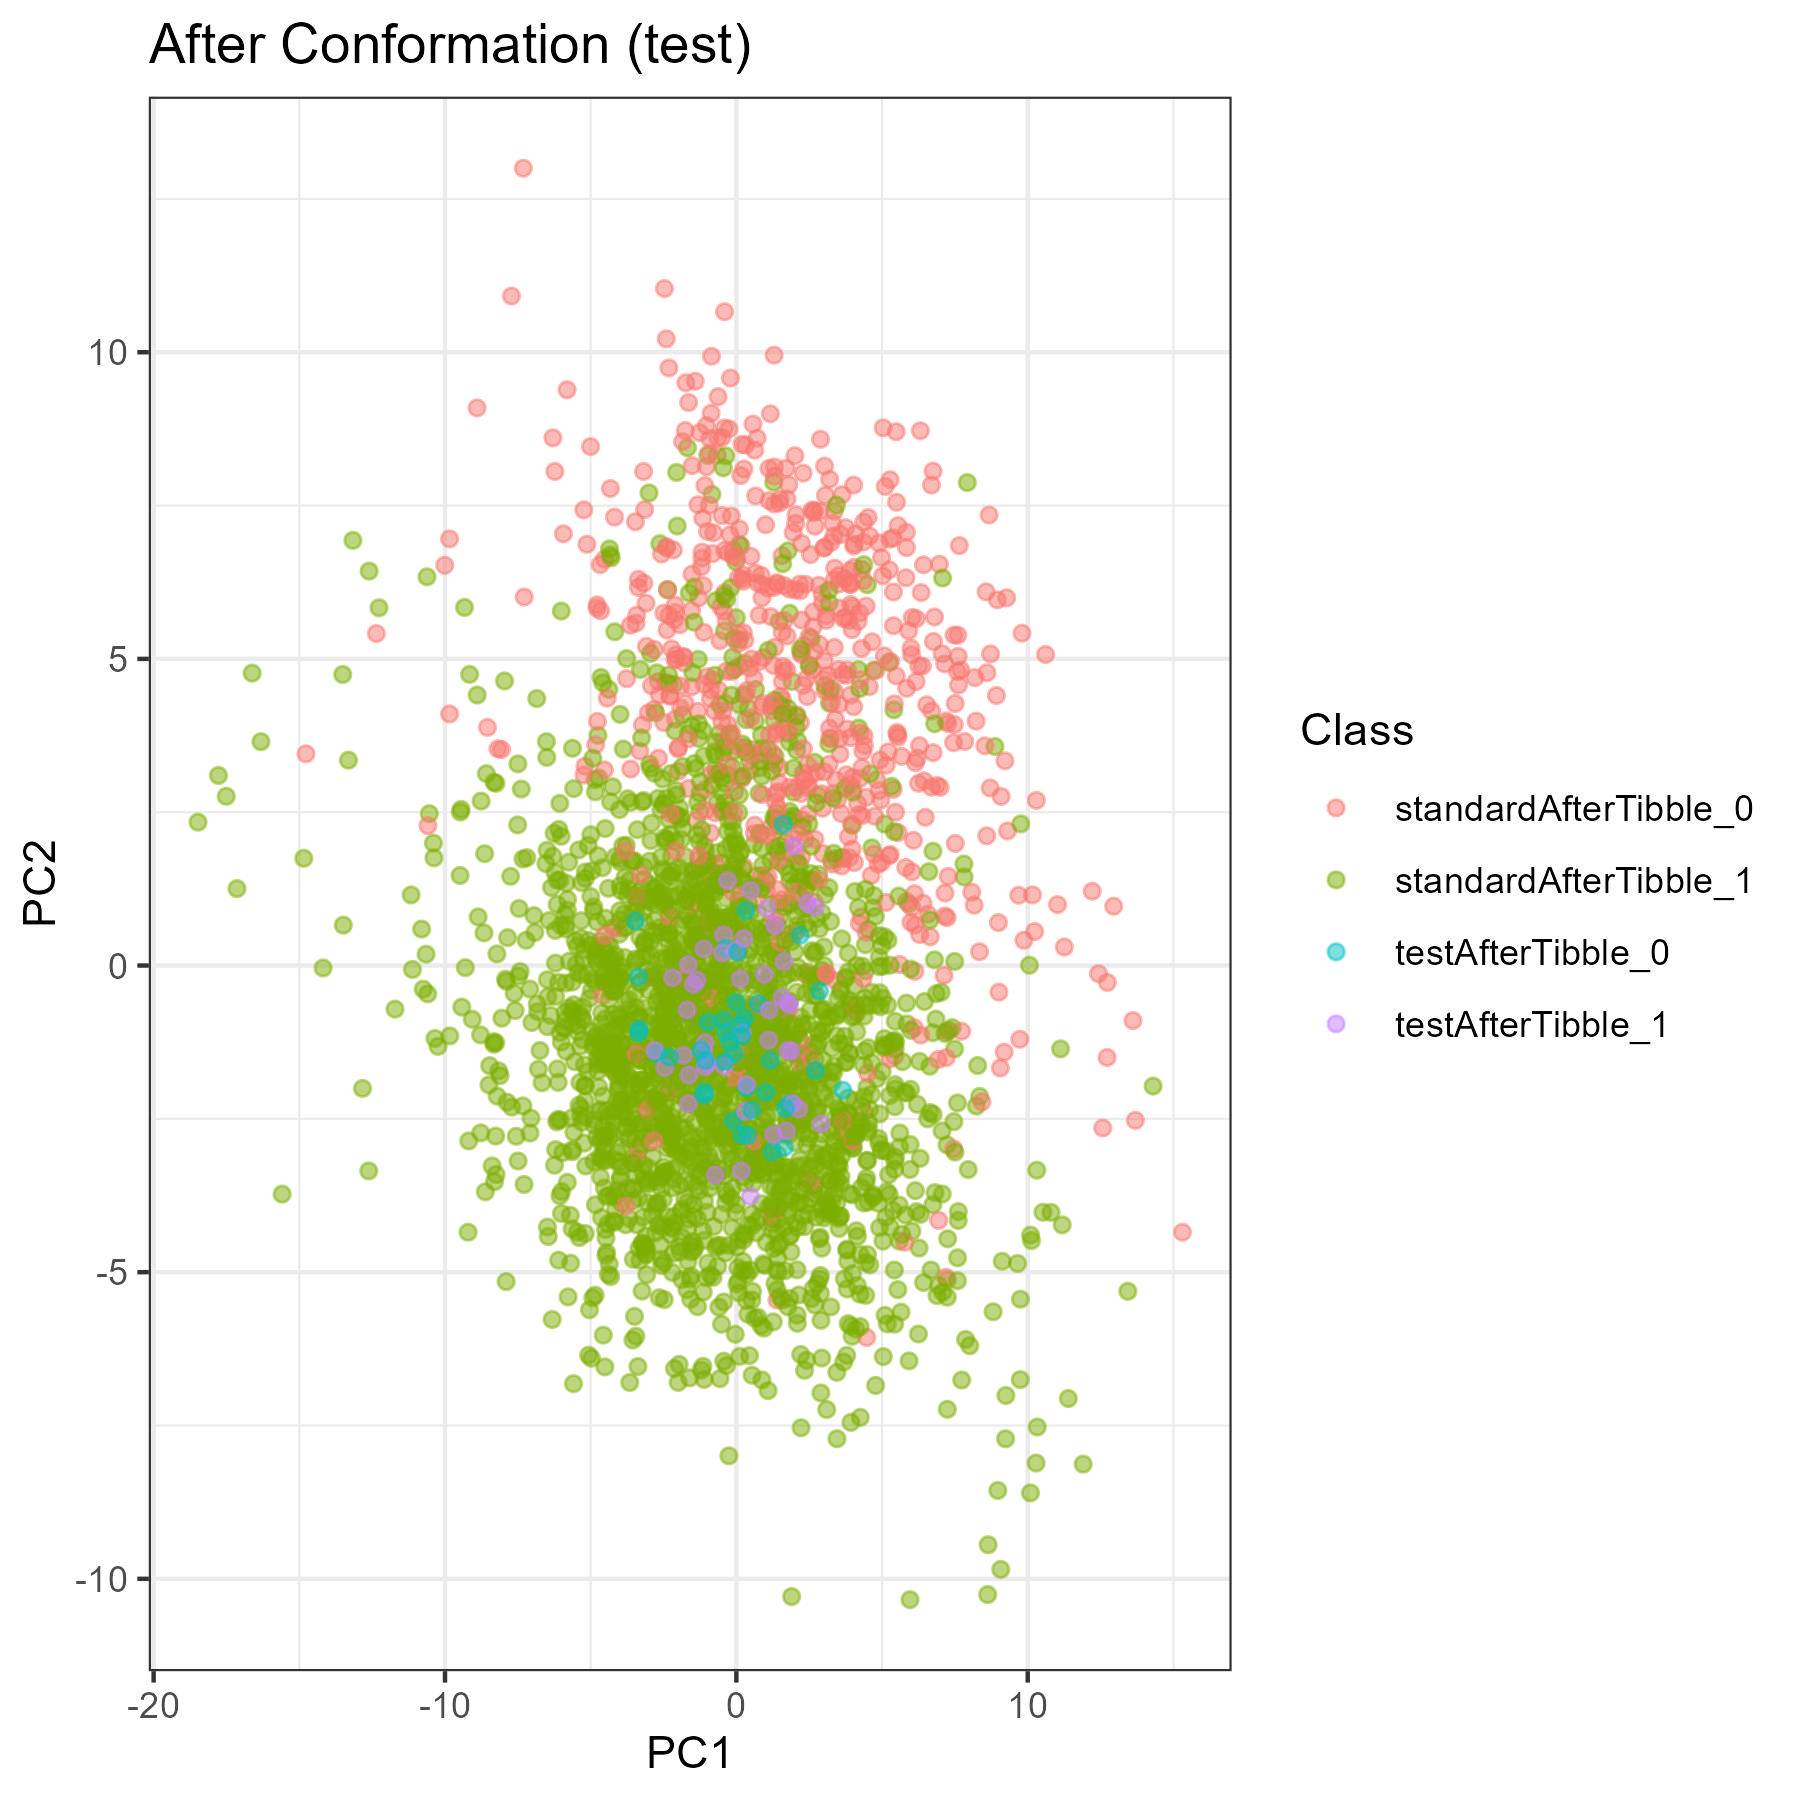 After Conformation (test)
10
5
0
-5
-10
PC2
-20
-10
0
10
PC1
Class
standardAfterTibble_0
standardAfterTibble_1
testAfterTibble_0
testAfterTibble_1